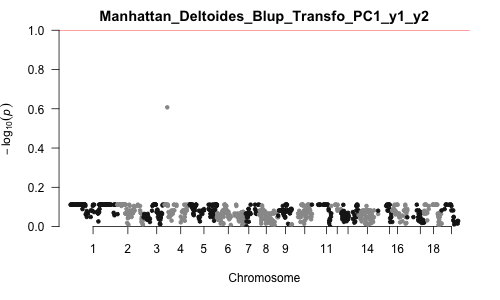 Manhattan_Deltoides_Blup_Transfo_PC1_y1_y2
1.0
0.8
0.6
0.4
0.2
0.0
− log₁₀(p)
1 2 3 4 5 6 7 8 9 11 14 16 18
Chromosome